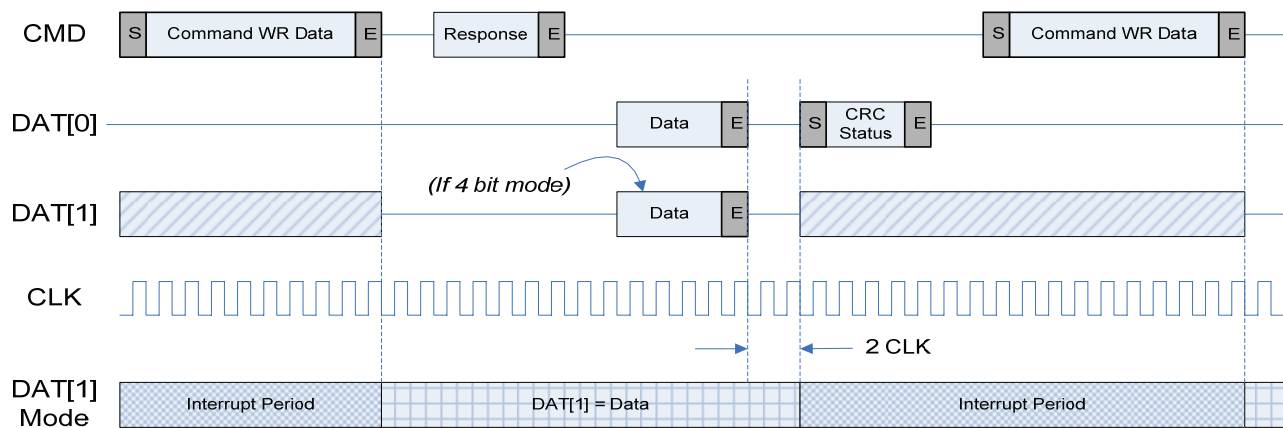 CMD S Command WR Data E Response E S Command WR Data E
DAT[0] Data E S CRC Status E
(If 4 bit mode)
DAT[1] Data E
CLK
2 CLK
DAT[1] Mode Interrupt Period DAT[1] = Data Interrupt Period